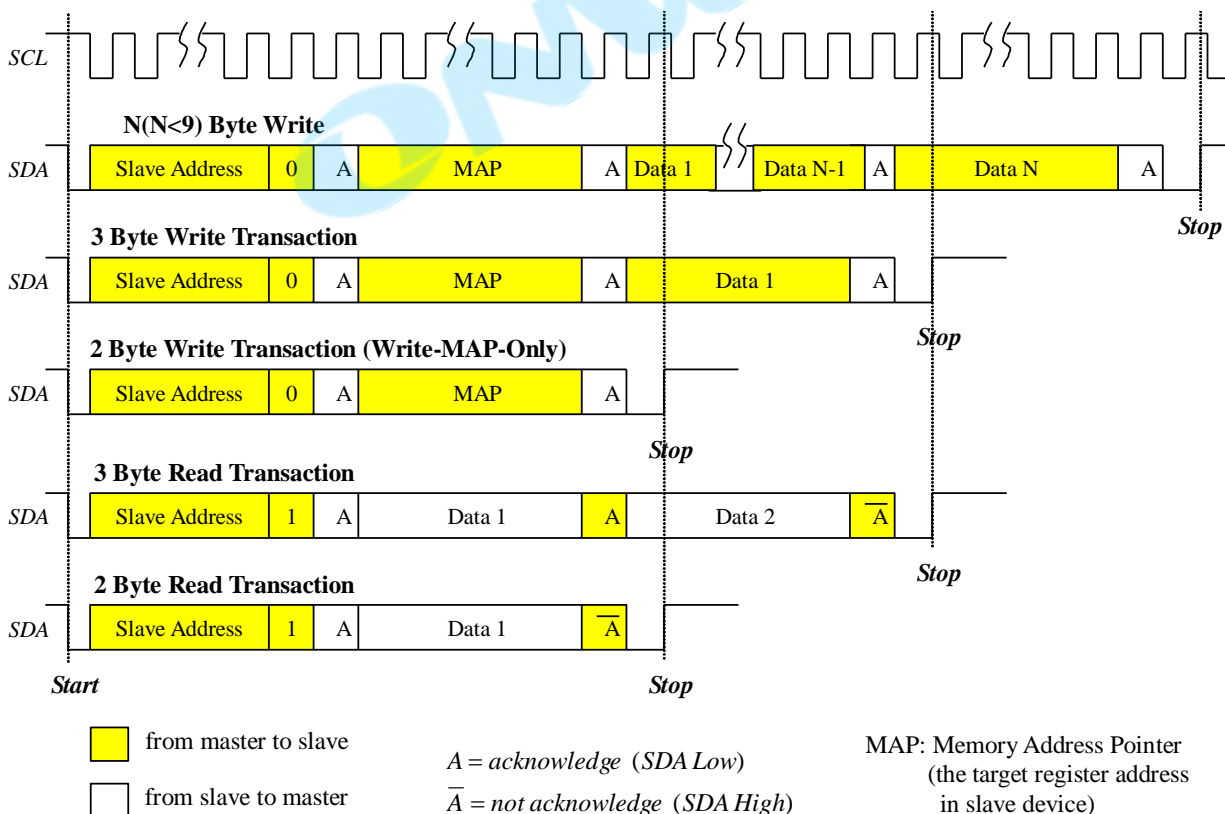 SCL
N(N<9) Byte Write
SDA Slave Address 0 A MAP A Data 1 Data N-1 A Data N A
Stop
3 Byte Write Transaction
SDA Slave Address 0 A MAP A Data 1 A
Stop
2 Byte Write Transaction (Write-MAP-Only)
SDA Slave Address 0 A MAP A
Stop
3 Byte Read Transaction
SDA Slave Address 1 A Data 1 A Data 2 A̅
Stop
2 Byte Read Transaction
SDA Slave Address 1 A Data 1 A̅
Start Stop
from master to slave
from slave to master
A = acknowledge (SDA Low)
A̅ = not acknowledge (SDA High)
MAP: Memory Address Pointer
(the target register address
in slave device)